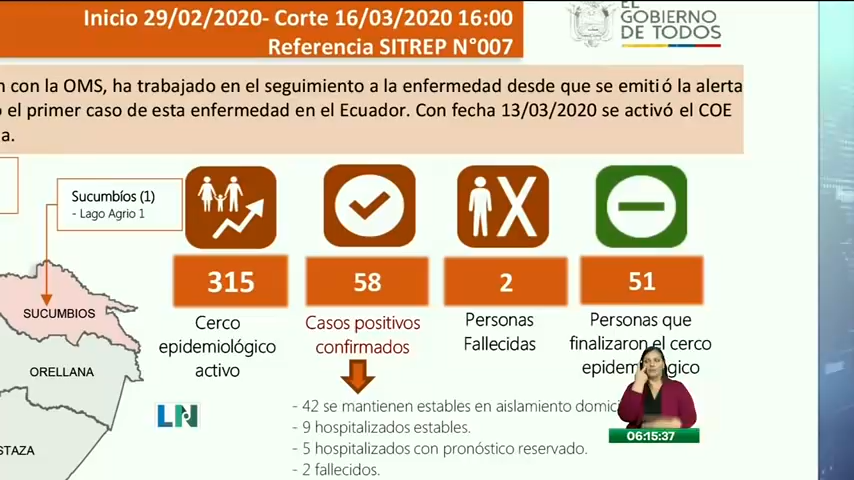 Inicio 29/02/2020- Corte 16/03/2020 16:00
Referencia SITREP N°007
EL
GOBIERNO
DE TODOS
n con la OMS, ha trabajado en el seguimiento a la enfermedad desde que se emitió la alerta
o el primer caso de esta enfermedad en el Ecuador. Con fecha 13/03/2020 se activó el COE
a.
Sucumbíos (1)
- Lago Agrio 1
315
58
2
51
Cerco
epidemiológico
activo
Casos positivos
confirmados
Personas
Fallecidas
Personas que
finalizaron el cerco
epidemiológico
SUCUMBIOS
ORELLANA
STAZA
- 42 se mantienen estables en aislamiento domici
- 9 hospitalizados estables.
- 5 hospitalizados con pronóstico reservado.
- 2 fallecidos.
LN
06:15:37